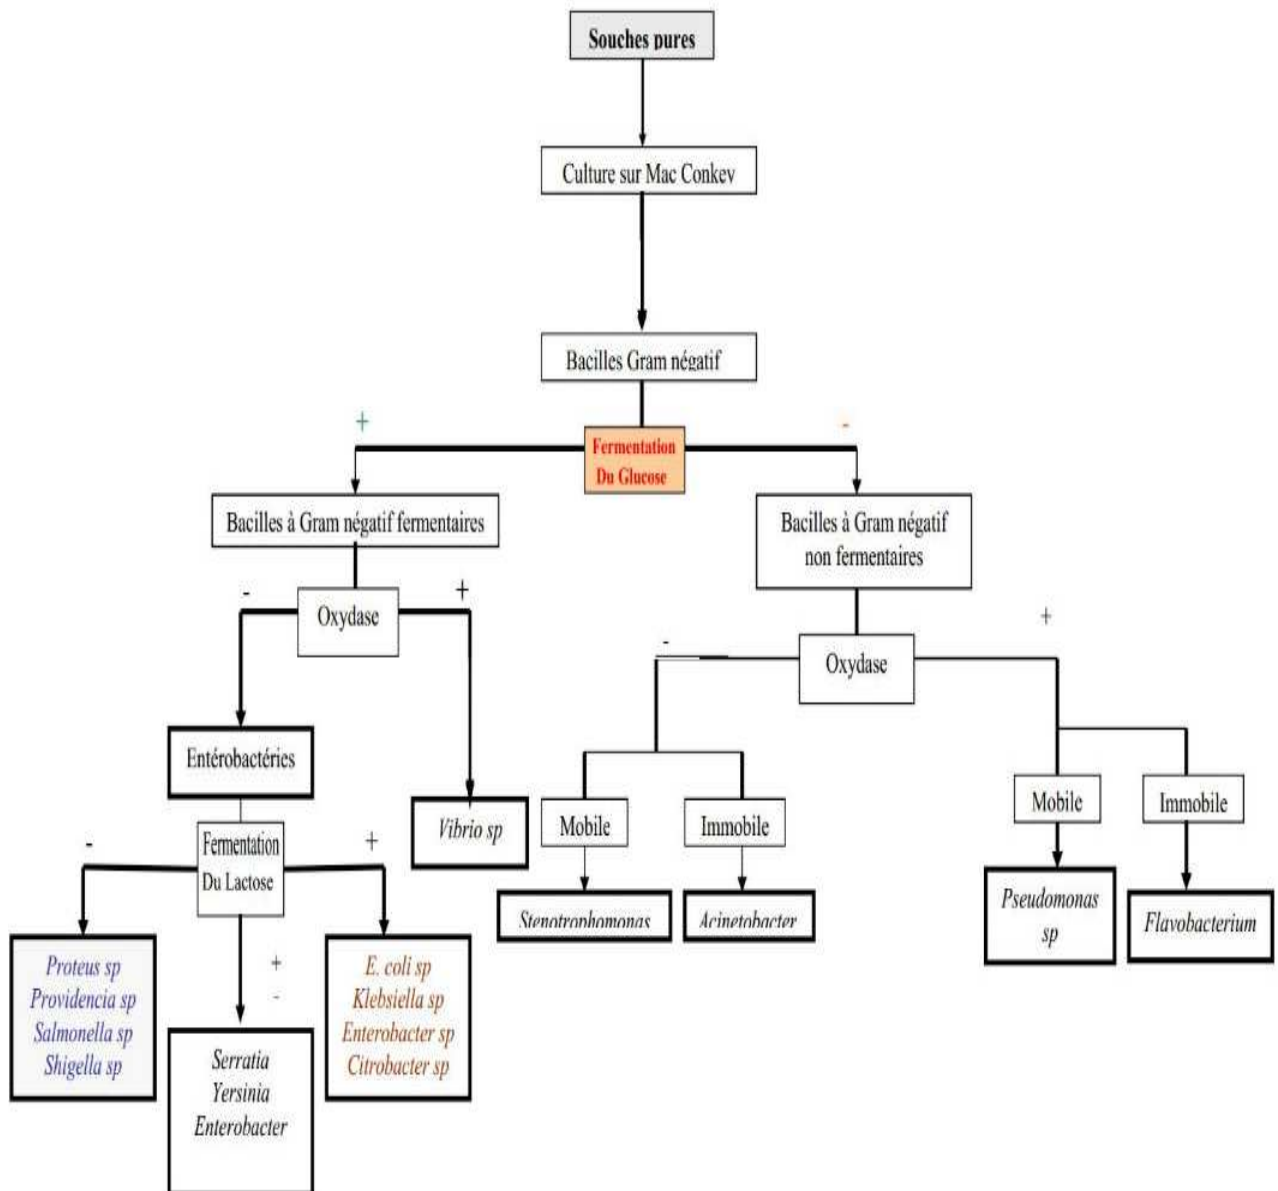 Souches pures
Culture sur Mac Conkey
Bacilles Gram négatif
+
-
Fermentation
Du Glucose
Bacilles à Gram négatif fermentaires
Bacilles à Gram négatif
non fermentaires
-
+
Oxydase
-
+
Oxydase
Entérobactéries
Vibrio sp
Mobile
Immobile
Mobile
Immobile
-
+
Fermentation
Du Lactose
Stenotrophomonas
Acinetobacter
Pseudomonas
sp
Flavobacterium
Proteus sp
Providencia sp
Salmonella sp
Shigella sp
+
-
E. coli sp
Klebsiella sp
Enterobacter sp
Citrobacter sp
Serratia
Yersinia
Enterobacter